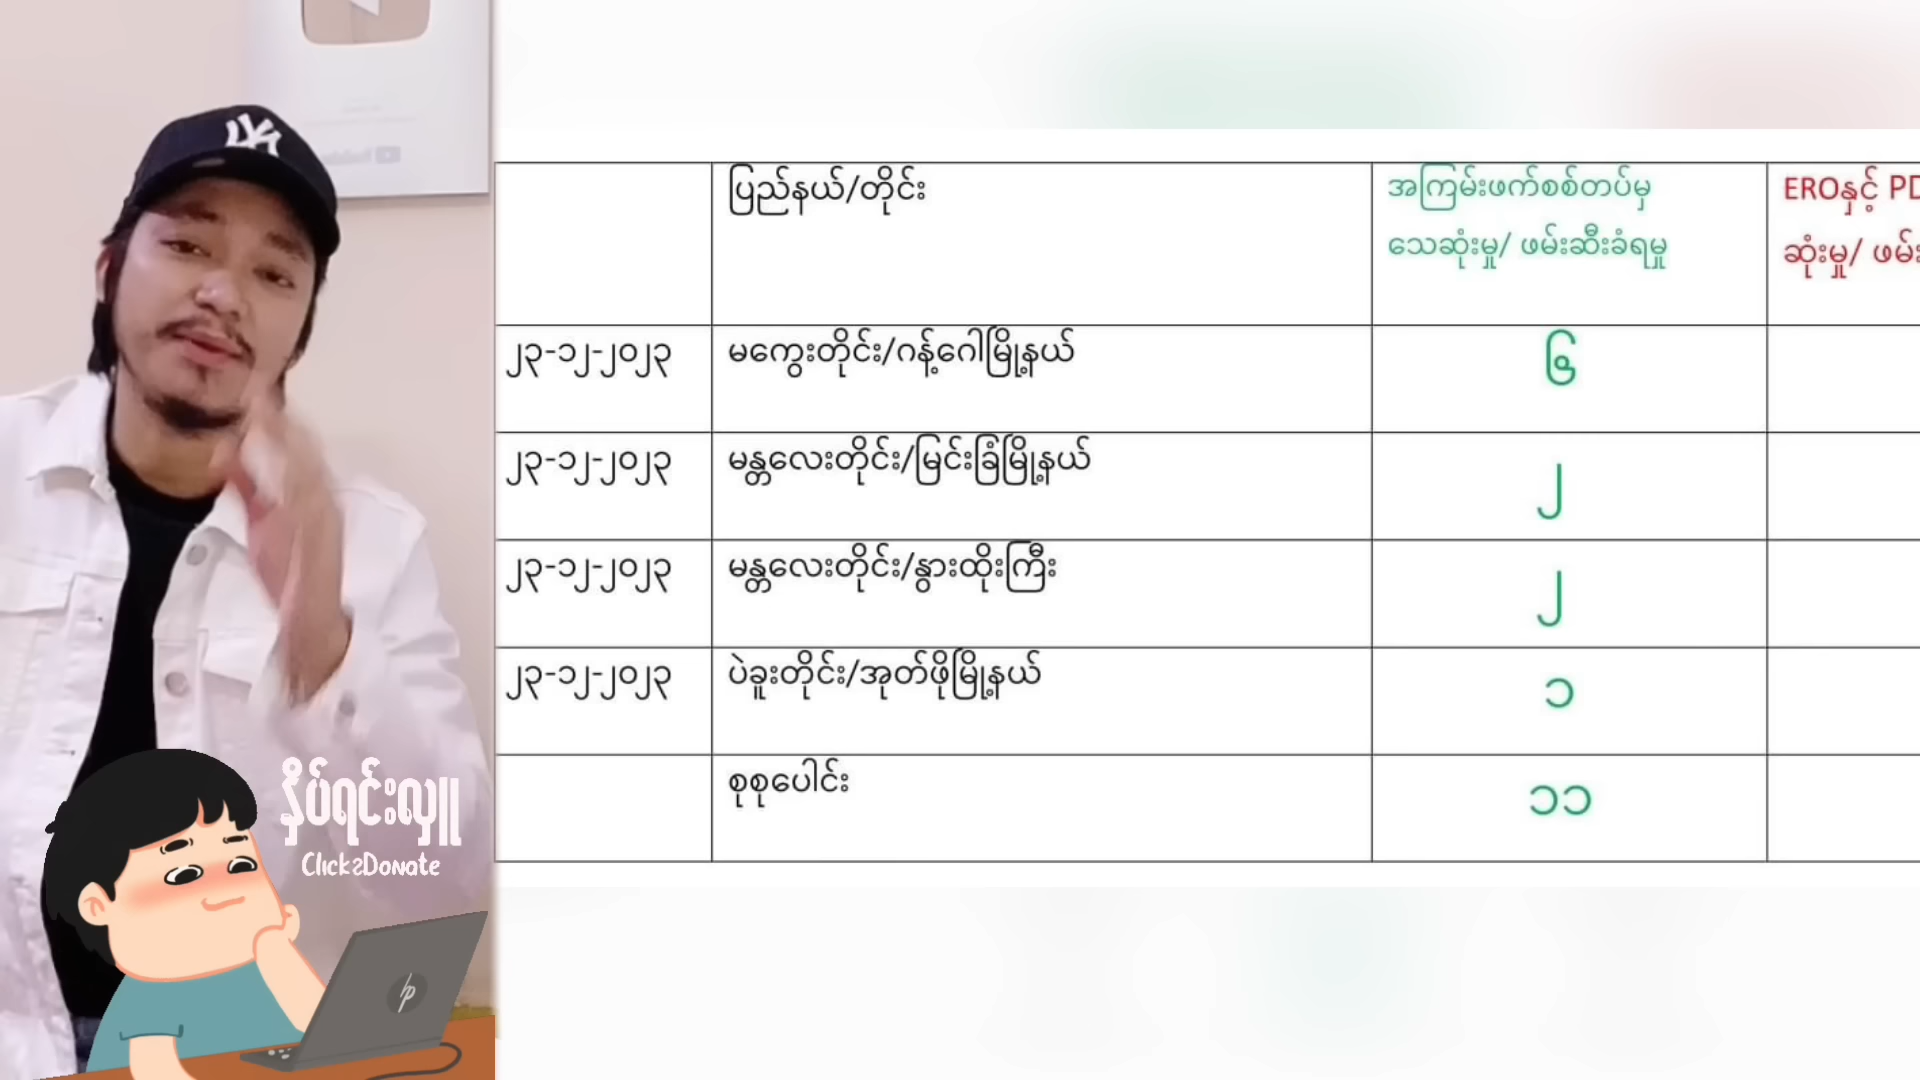 ပြည်နယ်/တိုင်း
အကြမ်းဖက်စစ်တပ်မှ
သေဆုံးမှု/ ဖမ်းဆီးခံရမှု
EROနှင့်
ဆုံးမှု/
၂၃-၁၂-၂၀၂၃ မကွေးတိုင်း/ဂန့်ဂေါမြို့နယ် ၆
၂၃-၁၂-၂၀၂၃ မန္တလေးတိုင်း/မြင်းခြံမြို့နယ် ၂
၂၃-၁၂-၂၀၂၃ မန္တလေးတိုင်း/နွားထိုးကြီး ၂
၂၃-၁၂-၂၀၂၃ ပဲခူးတိုင်း/အုတ်ဖိုမြို့နယ် ၁
စုစုပေါင်း ၁၁
နှိပ်ရင်းလှူ
Click2Donate
hp